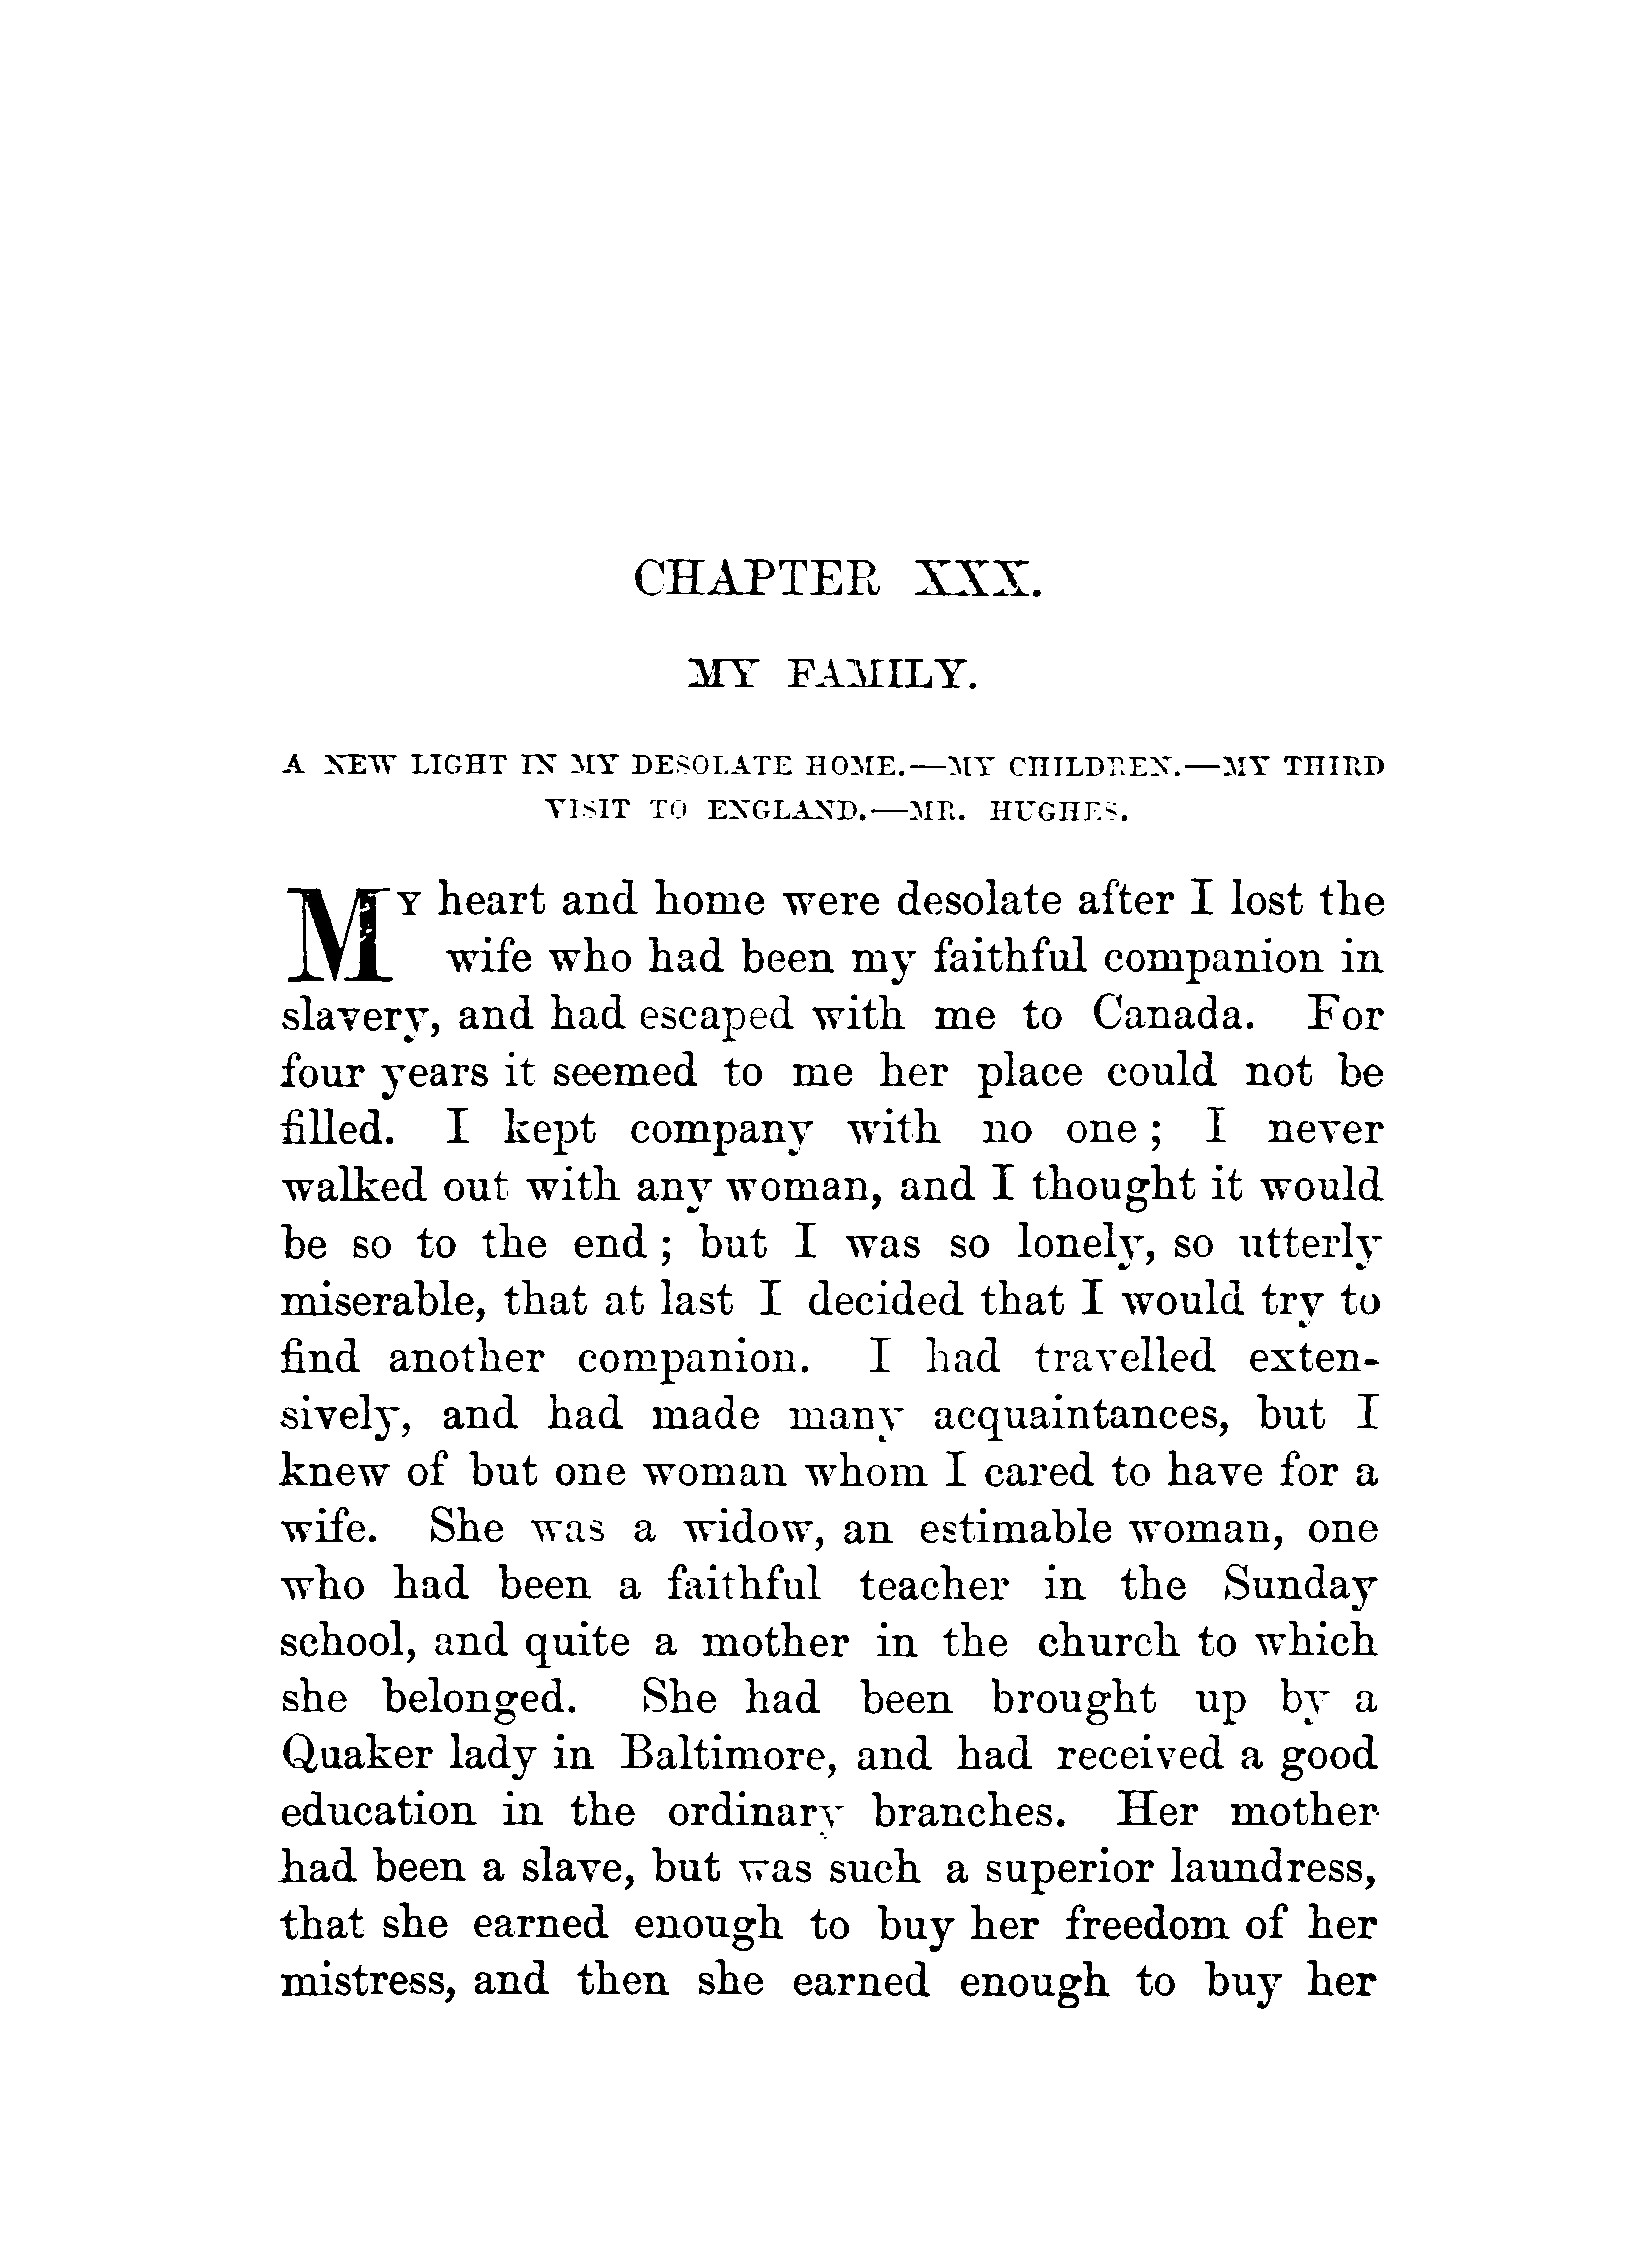 CHAPTER XXX.
MY FAMILY.
A NEW LIGHT IN MY DESOLATE HOME.—MY CHILDREN.—MY THIRD
VISIT TO ENGLAND.—MR. HUGHES.
MY heart and home were desolate after I lost the
wife who had been my faithful companion in
slavery, and had escaped with me to Canada. For
four years it seemed to me her place could not be
filled. I kept company with no one; I never
walked out with any woman, and I thought it would
be so to the end; but I was so lonely, so utterly
miserable, that at last I decided that I would try to
find another companion. I had travelled exten-
sively, and had made many acquaintances, but I
knew of but one woman whom I cared to have for a
wife. She was a widow, an estimable woman, one
who had been a faithful teacher in the Sunday
school, and quite a mother in the church to which
she belonged. She had been brought up by a
Quaker lady in Baltimore, and had received a good
education in the ordinary branches. Her mother
had been a slave, but was such a superior laundress,
that she earned enough to buy her freedom of her
mistress, and then she earned enough to buy her